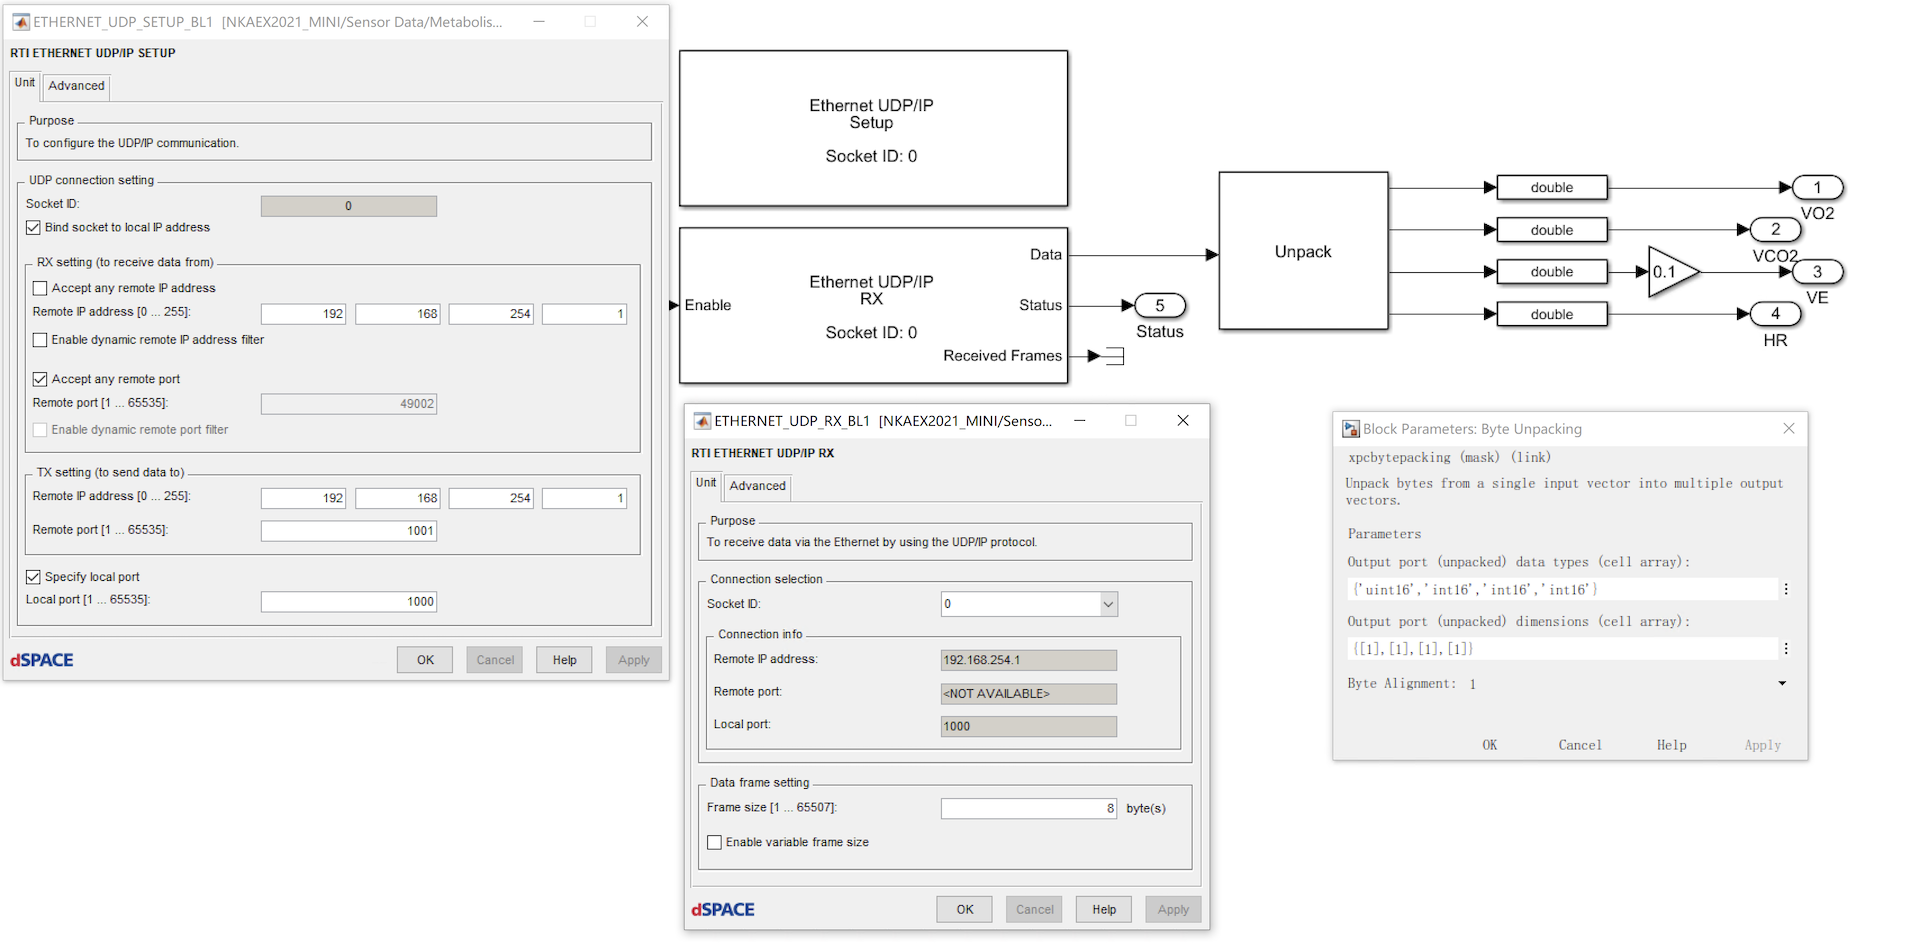 ETHERNET_UDP_SETUP_BL1 [NKAEX2021_MINI/Sensor Data/Metabolis...
RTI ETHERNET UDP/IP SETUP
Unit
Advanced
Purpose
To configure the UDP/IP communication.
UDP connection setting
Socket ID:
0
Bind socket to local IP address
RX setting (to receive data from)
Accept any remote IP address
Remote IP address [0 ... 255]:
192
168
254
1
Enable dynamic remote IP address filter
Accept any remote port
Remote port [1 ... 65535]:
49002
Enable dynamic remote port filter
TX setting (to send data to)
Remote IP address [0 ... 255]:
192
168
254
1
Remote port [1 ... 65535]:
1001
Specify local port
Local port [1 ... 65535]:
1000
dSPACE
OK
Cancel
Help
Apply
Ethernet UDP/IP
Setup
Socket ID: 0
Enable
Ethernet UDP/IP
RX
Socket ID: 0
Data
Status
Received Frames
5
Status
Unpack
double
double
double
double
0.1
1
VO2
2
VCO2
3
VE
4
HR
ETHERNET_UDP_RX_BL1 [NKAEX2021_MINI/Senso...
RTI ETHERNET UDP/IP RX
Unit
Advanced
Purpose
To receive data via the Ethernet by using the UDP/IP protocol.
Connection selection
Socket ID:
0
Connection info
Remote IP address:
192.168.254.1
Remote port:
<NOT AVAILABLE>
Local port:
1000
Data frame setting
Frame size [1 ... 65507]:
8
byte(s)
Enable variable frame size
dSPACE
OK
Cancel
Help
Apply
Block Parameters: Byte Unpacking
xpcbytepacking (mask) (link)
Unpack bytes from a single input vector into multiple output
vectors.
Parameters
Output port (unpacked) data types (cell array):
{'uint16','int16','int16','int16'}
Output port (unpacked) dimensions (cell array):
{[1],[1],[1],[1]}
Byte Alignment: 1
OK
Cancel
Help
Apply